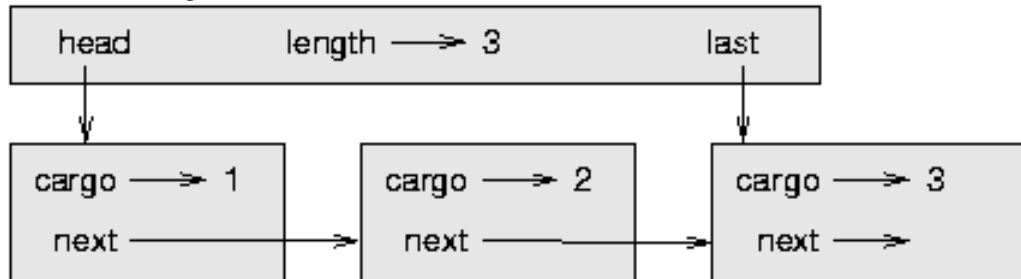 head length 3 last
cargo 1 cargo 2 cargo 3
next next next